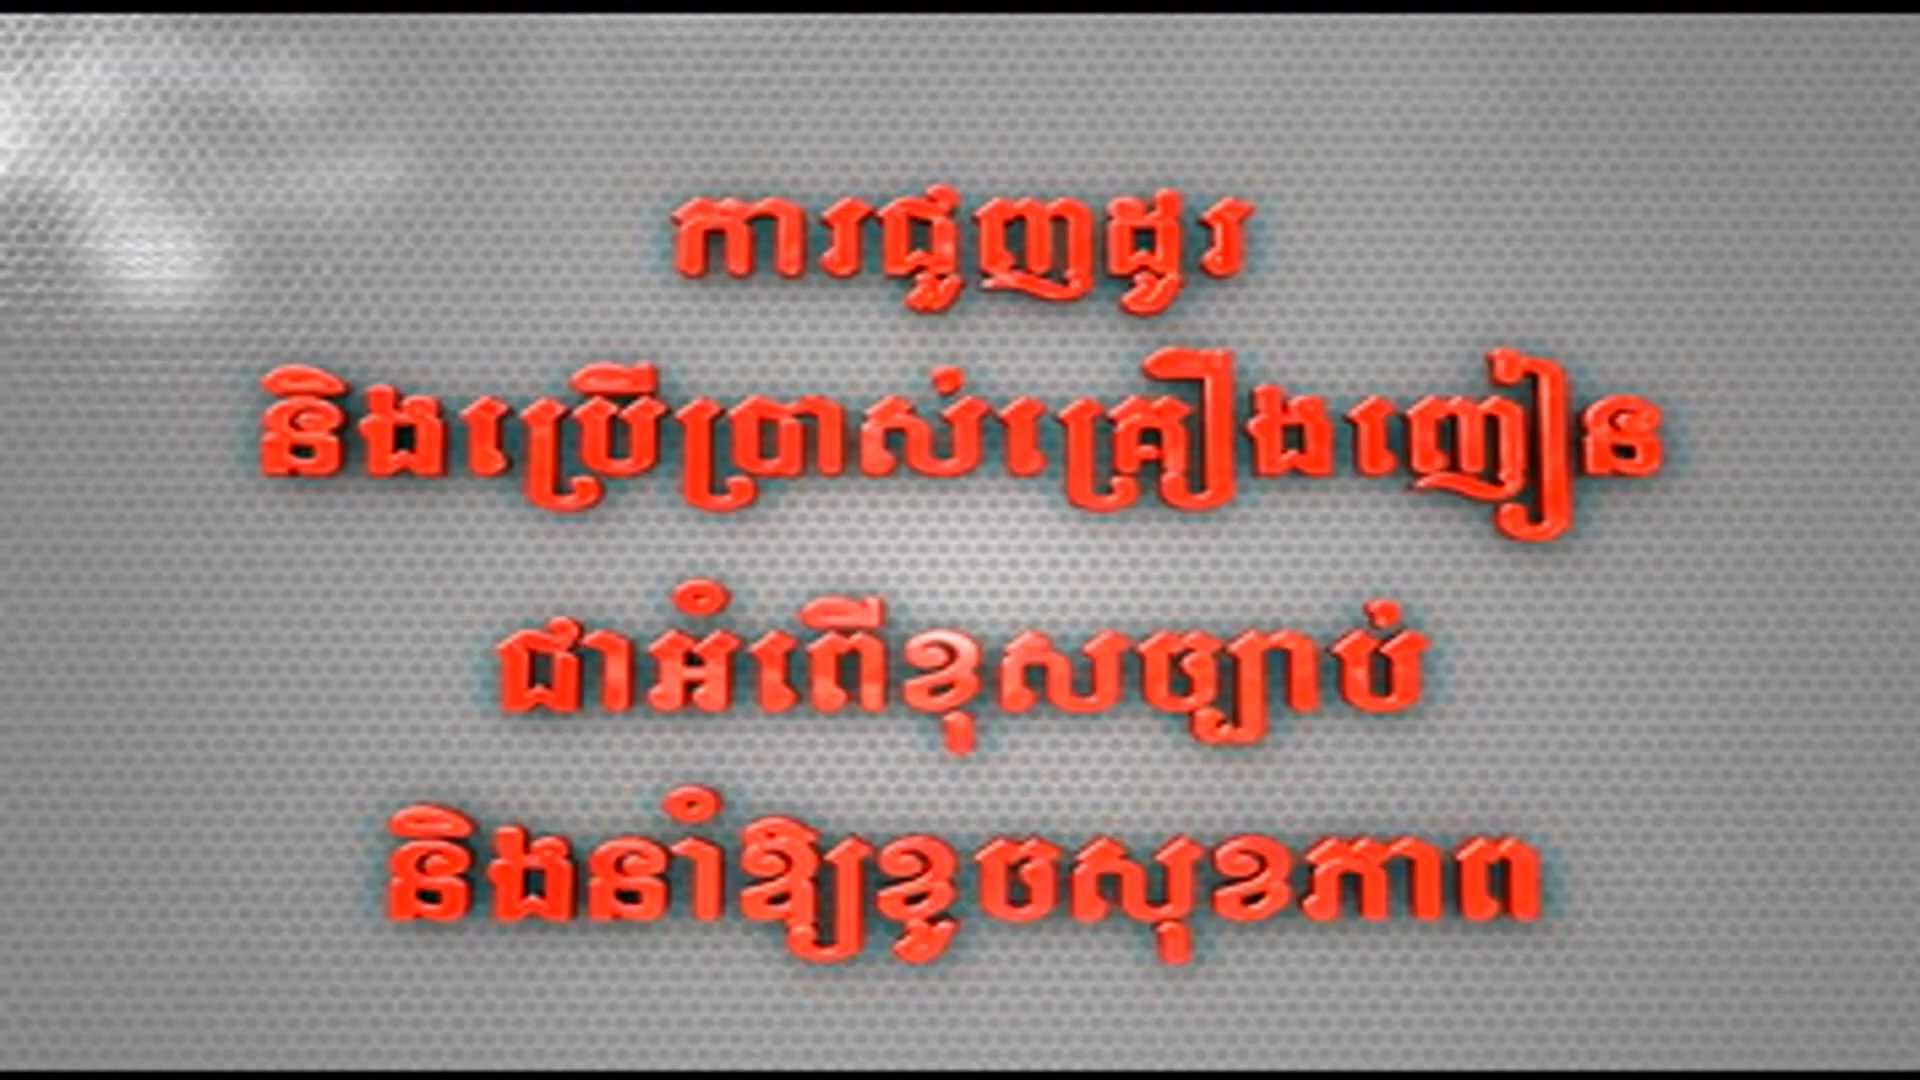 ការជួញដូរ
និងប្រើប្រាស់គ្រឿងញៀន
ជាអំពើខុសច្បាប់
និងនាំឱ្យខូចសុខភាព